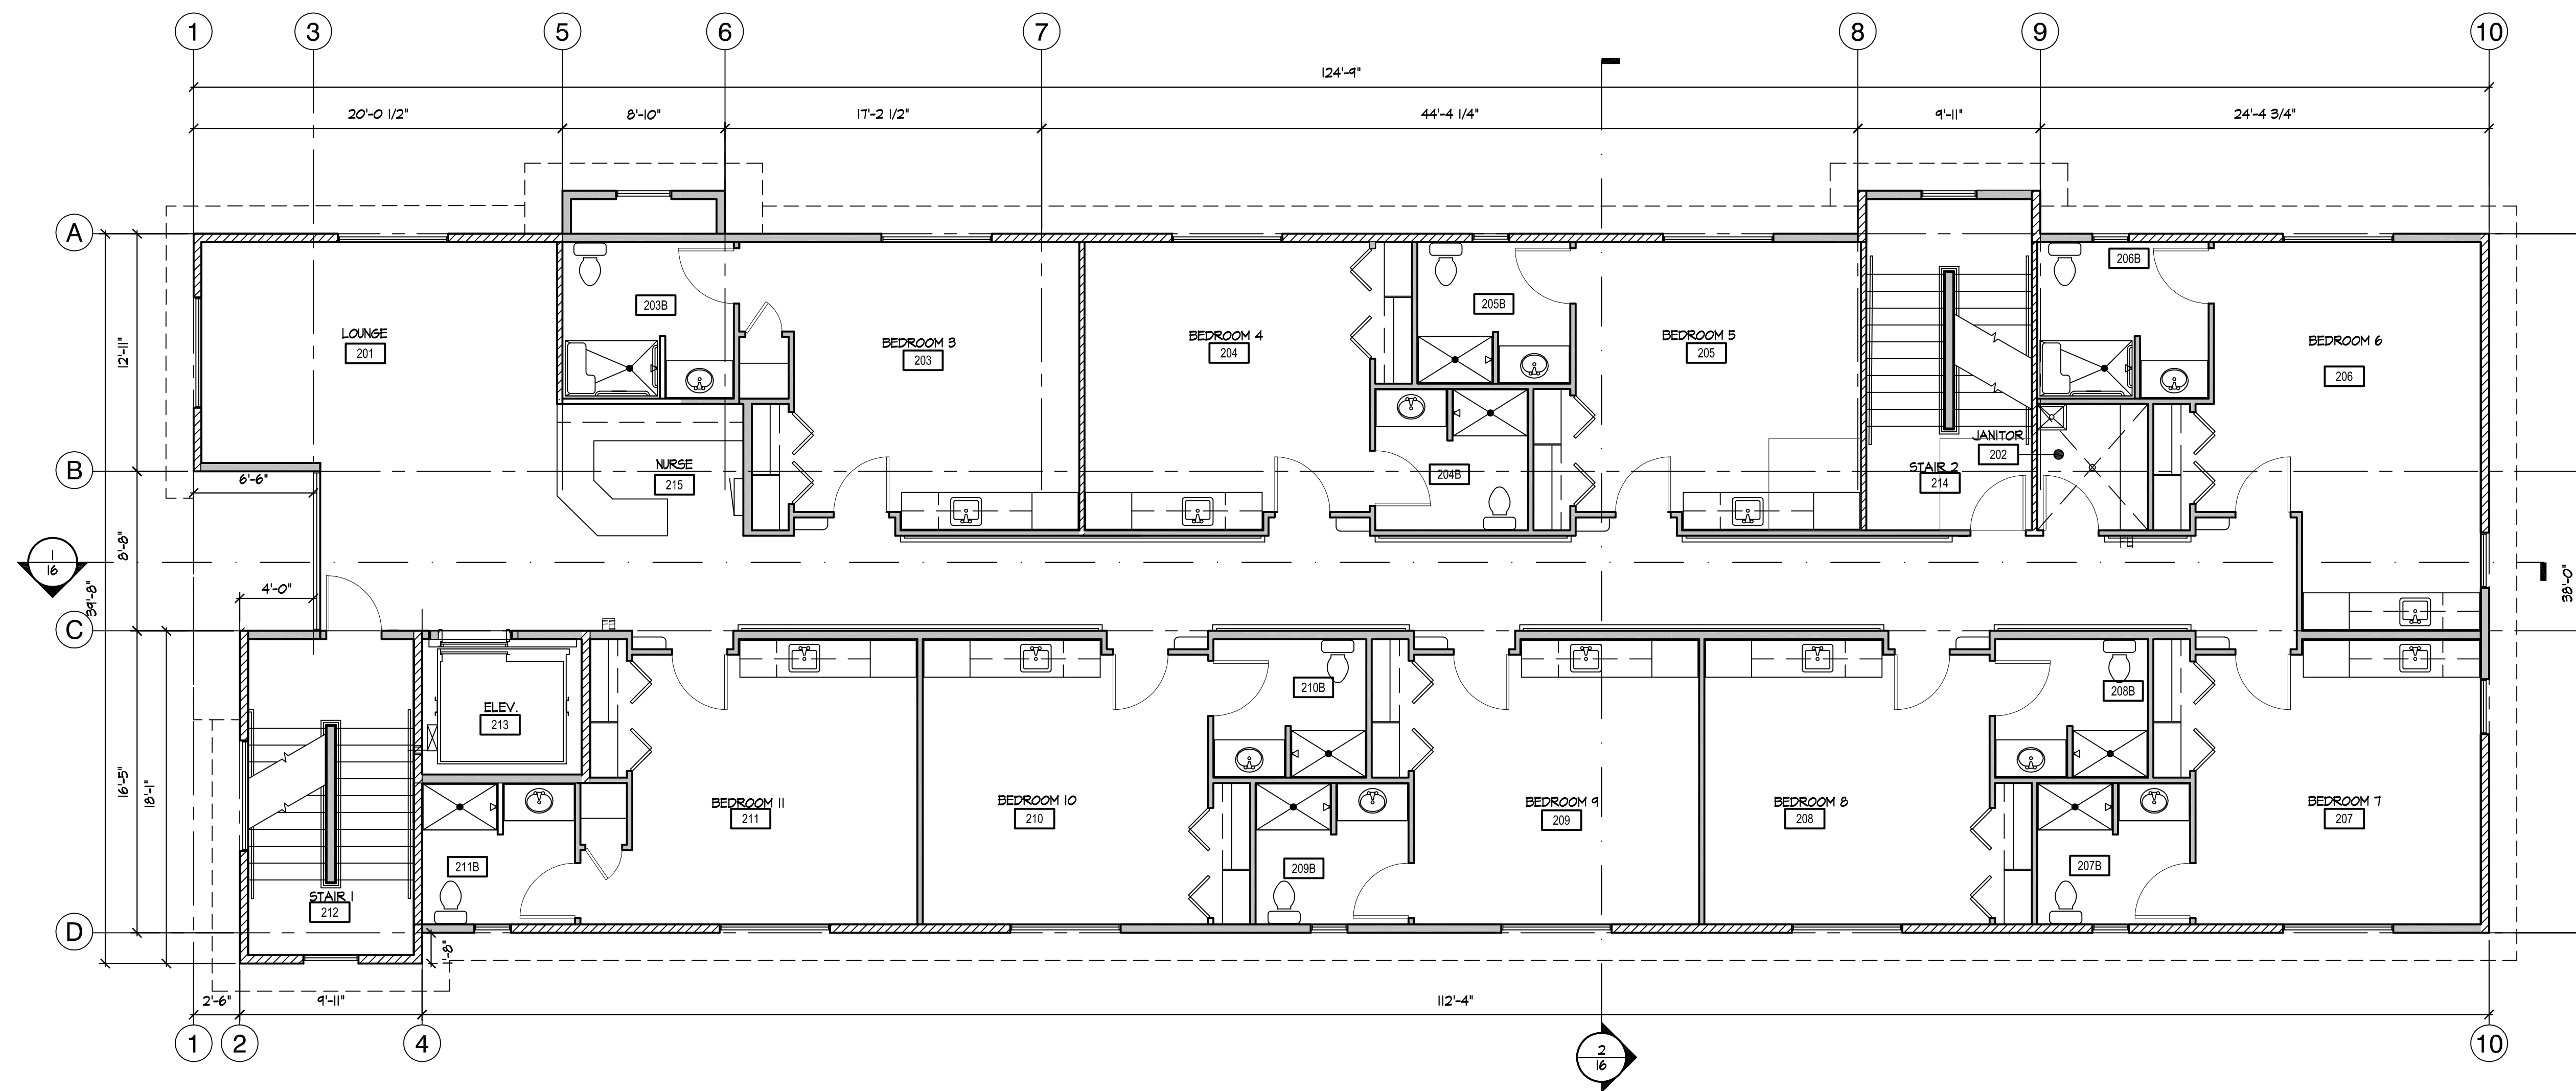 1 3 5 6 7 8 9 10
124'-9"
20'-0 1/2" 8'-10" 17'-2 1/2" 44'-4 1/4" 9'-11" 24'-4 3/4"
A
12'-11"
B
6'-6"
8'-8"
39'-8"
4'-0"
C
16'-5"
18'-1"
D
1
16
38'-0"
LOUNGE
201
203B
BEDROOM 3
203
BEDROOM 4
204
205B
BEDROOM 5
205
206B
BEDROOM 6
206
NURSE
215
204B
JANITOR
202
STAIR 2
214
ELEV.
213
210B
208B
BEDROOM 11
211
BEDROOM 10
210
BEDROOM 9
209
BEDROOM 8
208
BEDROOM 7
207
211B
209B
207B
STAIR 1
212
2'-6" 9'-11" 112'-4"
1 2 4 10
2
16